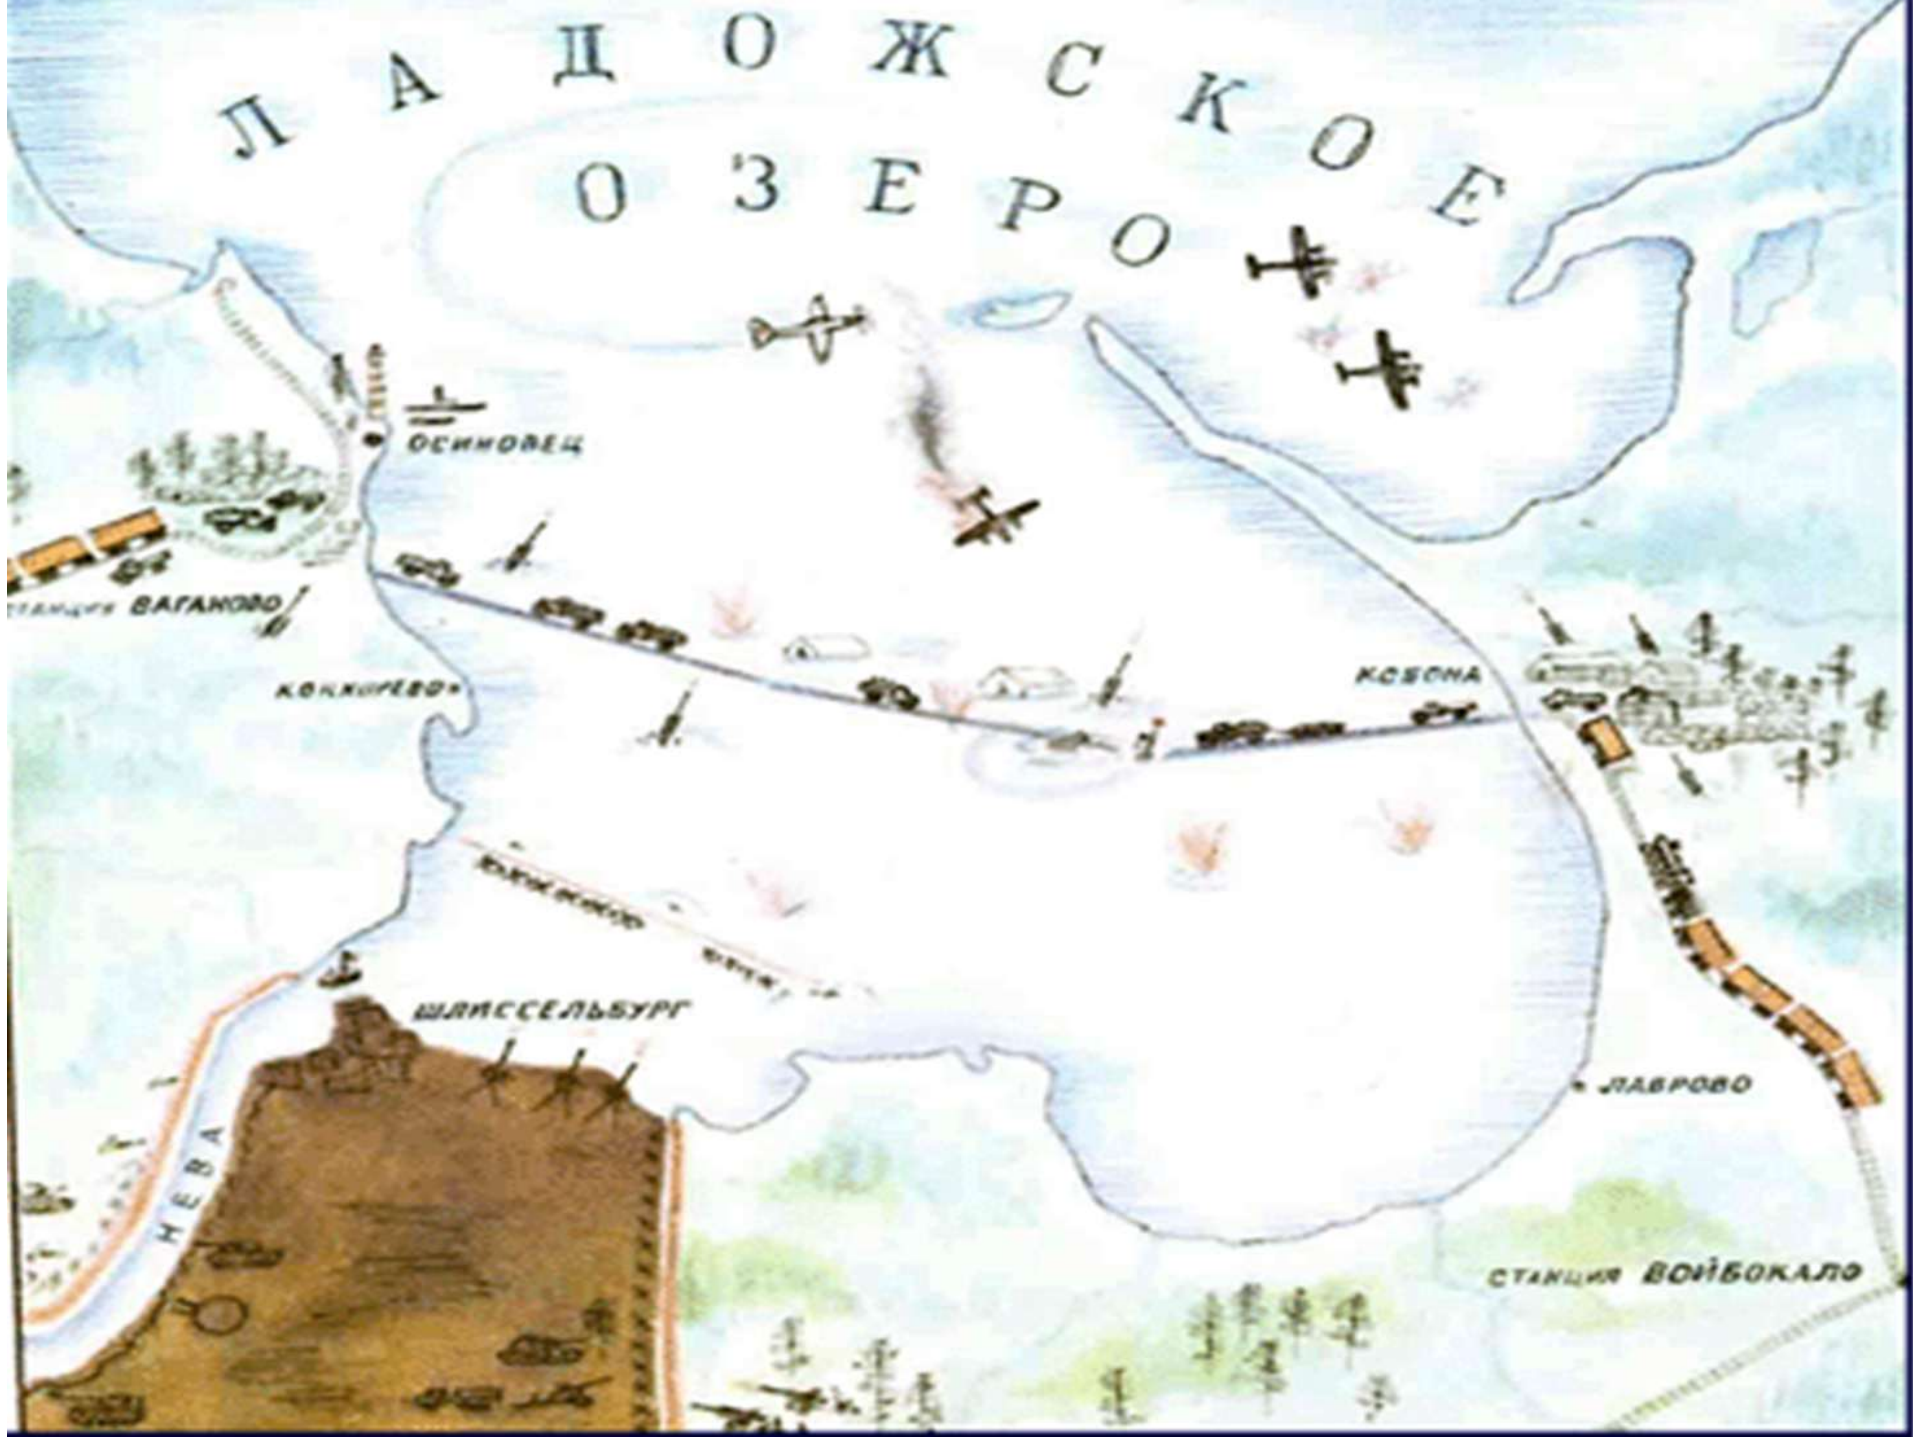 ЛАДОЖСКОЕ
ОЗЕРО
ОСИНОВЕЦ
СТАНЦИЯ ВАГАНОВО
КОККОРЕВО
КОБОНА
ШЛИССЕЛЬБУРГ
ЛАВРОВО
НЕВА
СТАНЦИЯ ВОЙБОКАЛО